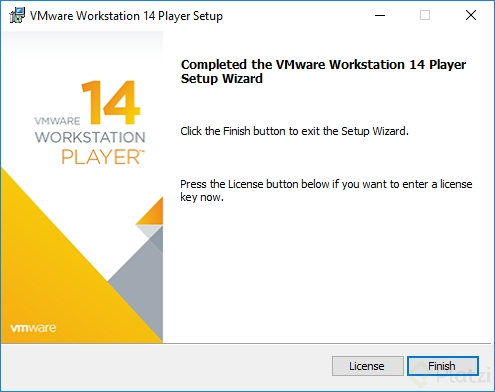 VMware Workstation 14 Player Setup
14
VMWARE
WORKSTATION
PLAYER™
vmware
Completed the VMware Workstation 14 Player
Setup Wizard
Click the Finish button to exit the Setup Wizard.
Press the License button below if you want to enter a license
key now.
License
Finish
Platzi